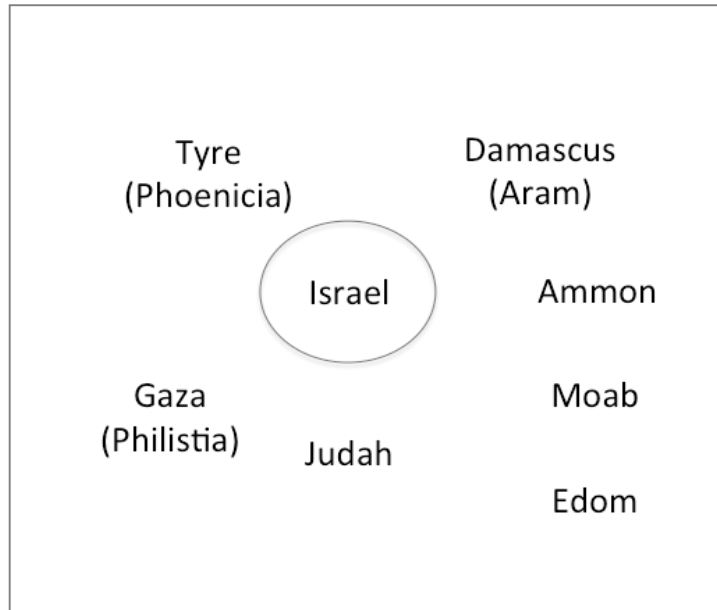 Tyre
(Phoenicia)
Damascus
(Aram)
Israel
Ammon
Gaza
(Philistia)
Moab
Judah
Edom